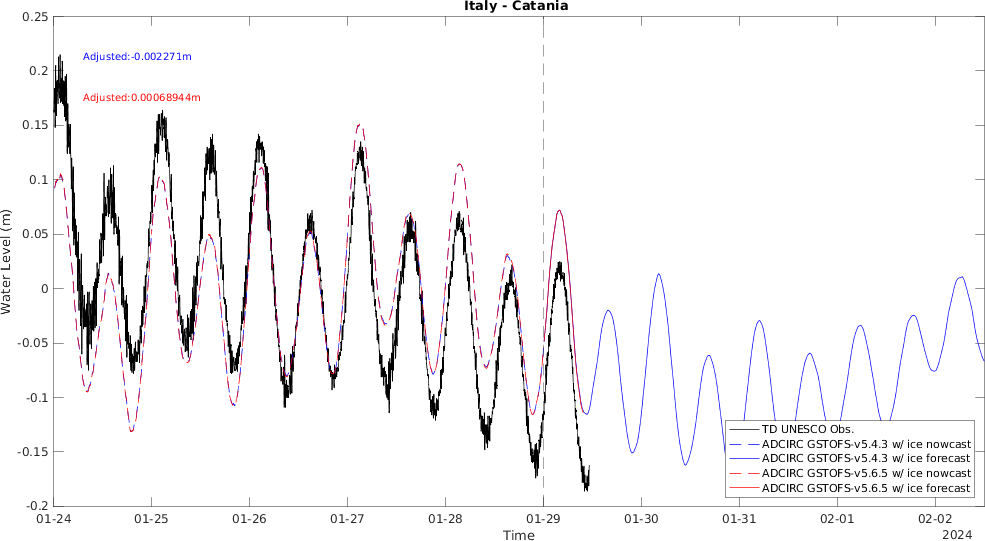 Italy - Catania
0.25
0.2
0.15
0.1
0.05
0
-0.05
-0.1
-0.15
-0.2
Water Level (m)
Adjusted:-0.002271m
Adjusted:0.00068944m
TD UNESCO Obs.
ADCIRC GSTOFS-v5.4.3 w/ ice nowcast
ADCIRC GSTOFS-v5.4.3 w/ ice forecast
ADCIRC GSTOFS-v5.6.5 w/ ice nowcast
ADCIRC GSTOFS-v5.6.5 w/ ice forecast
01-24 01-25 01-26 01-27 01-28 01-29 01-30 01-31 02-01 02-02
Time
2024